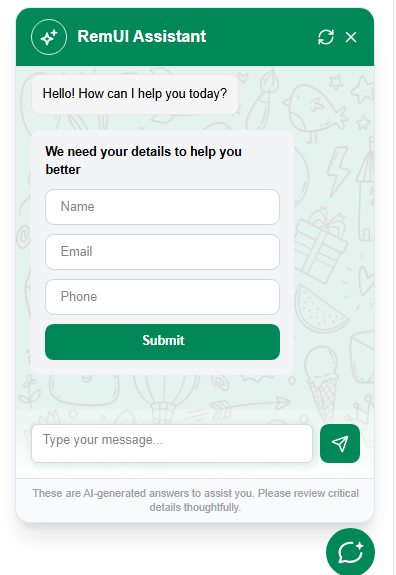 RemUI Assistant
Hello! How can I help you today?
We need your details to help you
better
Name
Email
Phone
Submit
Type your message...
These are AI-generated answers to assist you. Please review critical
details thoughtfully.